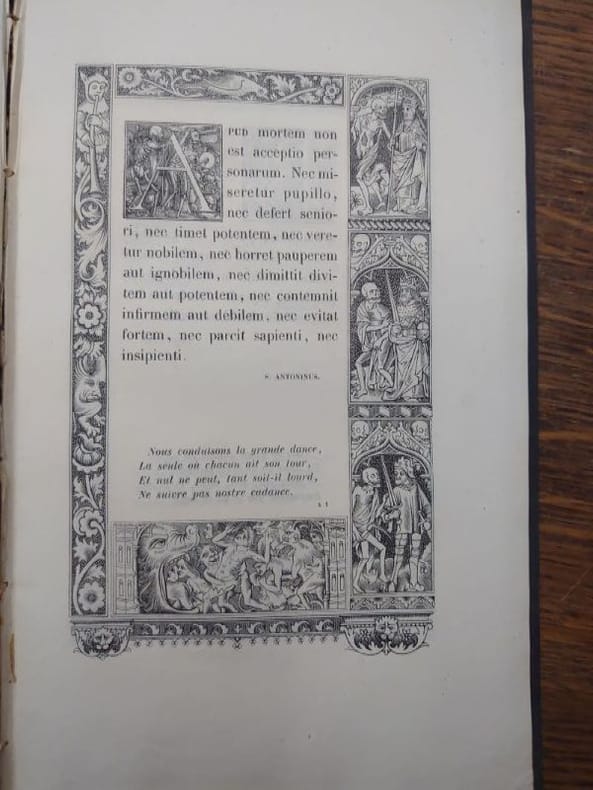 APUD mortem non
est acceptio per-
sonarum. Nec mi-
seretur pupillo,
nec defert senio-
ri, nec timet potentem, nec vere-
tur nobilem, nec horret pauperem
aut ignobilem, nec dimittit divi-
tem aut potentem, nec contemnit
infirmem aut debilem, nec evitat
fortem, nec parcit sapienti, nec
insipienti.
S. ANTONINUS.
Nous conduisons la grande dance,
La seule où chacun ait son tour,
Et nul ne peut, tant soit-il lourd,
Ne suivre pas nostre cadance.